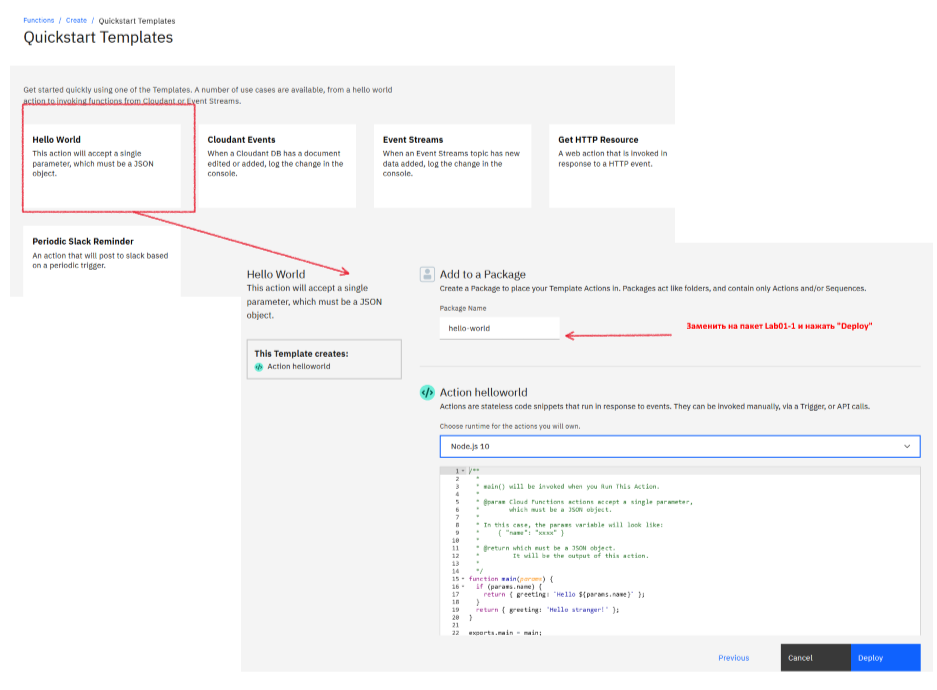 Functions / Create / Quickstart Templates
Quickstart Templates
Get started quickly using one of the Templates. A number of use cases are available, from a hello world
action to invoking functions from Cloudant or Event Streams.
Hello World
This action will accept a single
parameter, which must be a JSON
object.
Cloudant Events
When a Cloudant DB has a document
edited or added, log the change in the
console.
Event Streams
When an Event Streams topic has new
data added, log the change in the
console.
Get HTTP Resource
A web action that is invoked in
response to a HTTP event.
Periodic Slack Reminder
An action that will post to slack based
on a periodic trigger.
Hello World
This action will accept a single
parameter, which must be a JSON
object.
This Template creates:
Action helloworld
Add to a Package
Create a Package to place your Template Actions in. Packages act like folders, and contain only Actions and/or Sequences.
Package Name
hello-world
Заменить на пакет Lab01-1 и нажать "Deploy"
Action helloworld
Actions are stateless code snippets that run in response to events. They can be invoked manually, via a Trigger, or API calls.
Choose runtime for the actions you will own.
Node.js 10
1 /**
2 *
3 * main() will be invoked when you Run This Action.
4 *
5 * @param Cloud Functions actions accept a single parameter,
6 * which must be a JSON object.
7 *
8 * In this case, the params variable will look like:
9 * { "name": "xxxx" }
10 *
11 * @return which must be a JSON object.
12 * It will be the output of this action.
13 *
14 */
15 function main(params) {
16 if (params.name) {
17 return { greeting: `Hello ${params.name}` };
18 }
19 return { greeting: 'Hello stranger!' };
20 }
21
22 exports.main = main;
Previous
Cancel
Deploy